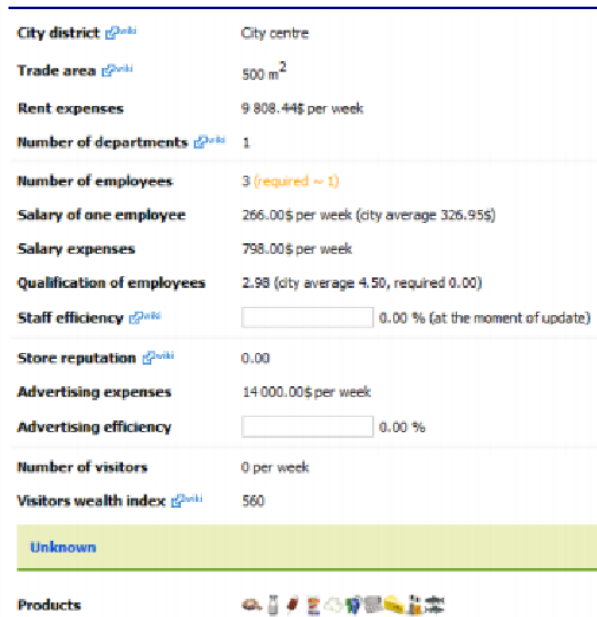 City district wiki City centre
Trade area wiki 500 m²
Rent expenses 9 808.44$ per week
Number of departments wiki 1
Number of employees 3 (required ~ 1)
Salary of one employee 266.00$ per week (city average 326.95$)
Salary expenses 798.00$ per week
Qualification of employees 2.98 (city average 4.50, required 0.00)
Staff efficiency wiki 0.00 % (at the moment of update)
Store reputation wiki 0.00
Advertising expenses 14 000.00$ per week
Advertising efficiency 0.00 %
Number of visitors 0 per week
Visitors wealth index wiki 560
Unknown
Products